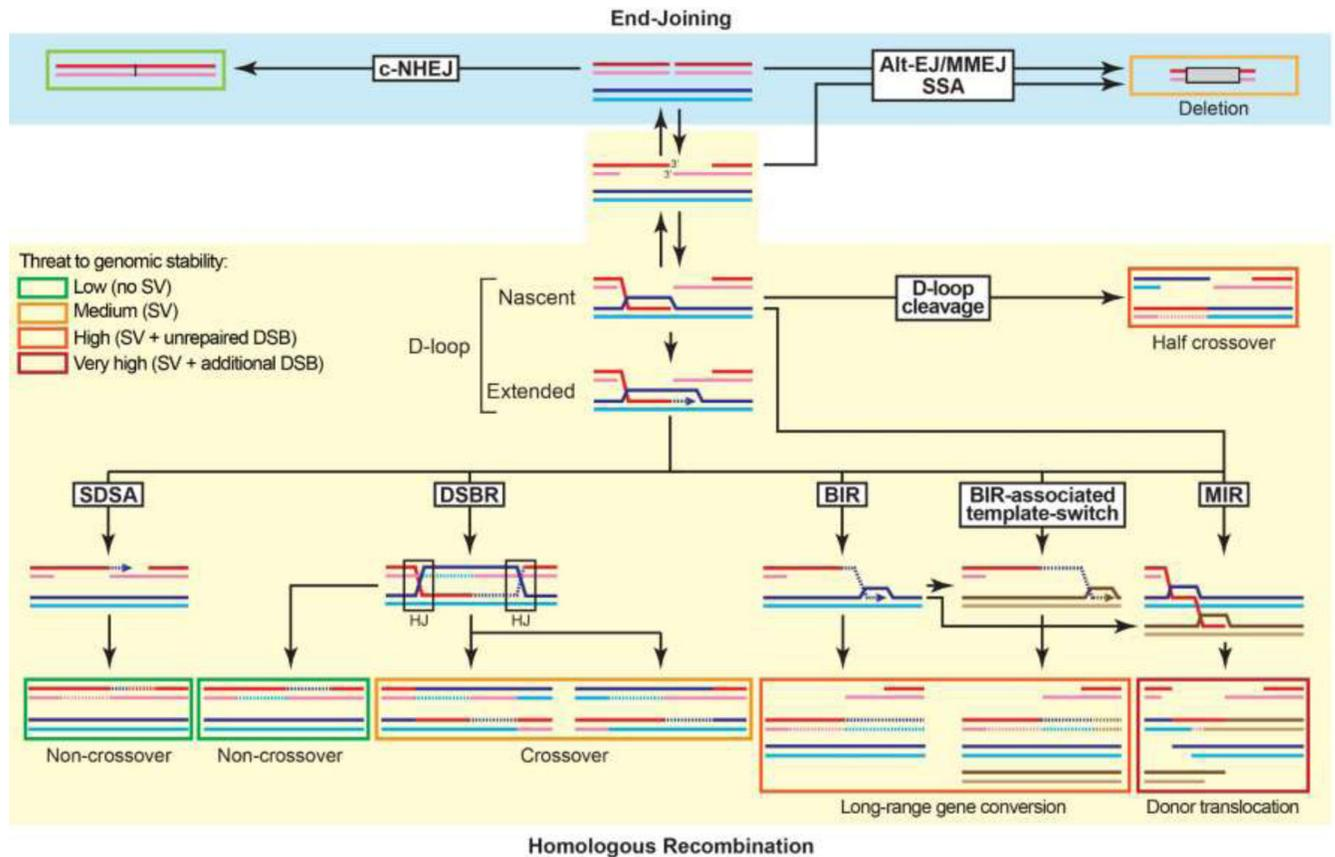 End-Joining
c-NHEJ
Alt-EJ/MMEJ
SSA
Deletion
3'
3'
Threat to genomic stability:
Low (no SV)
Medium (SV)
High (SV + unrepaired DSB)
Very high (SV + additional DSB)
D-loop
Nascent
Extended
D-loop
cleavage
Half crossover
SDSA
DSBR
BIR
BIR-associated
template-switch
MIR
HJ
HJ
Non-crossover
Non-crossover
Crossover
Long-range gene conversion
Donor translocation
Homologous Recombination